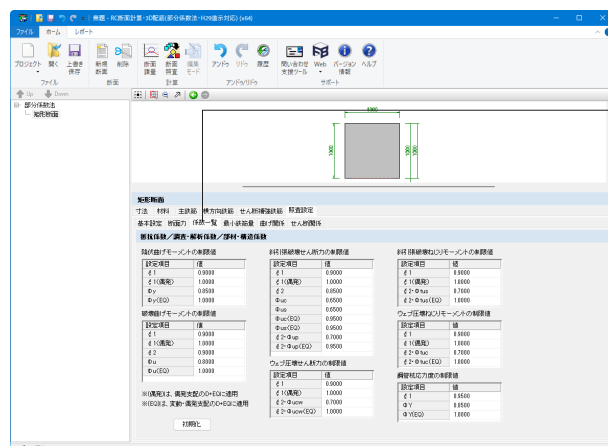 無題 - RC断面計算・3D配筋(部分係数法・H29道示対応) (x64)
ファイル ホーム レポート
プロジェクト 開く 上書き保存 新規断面 削除 断面諸量 断面照査 編集モード アンドゥ リドゥ 履歴 問い合わせ支援ツール Web バージョン情報 ヘルプ
ファイル 断面 計算 アンドゥ/リドゥ サポート
Up Down
部分係数法
矩形断面
1000
1000
1000
1000
矩形断面
寸法 材料 主鉄筋 横方向鉄筋 せん断補強鉄筋 照査設定
基本設定 断面力 係数一覧 最小鉄筋量 曲げ関係 せん断関係
抵抗係数/調査・解析係数/部材・構造係数
降伏曲げモーメントの制限値
設定項目 値
ξ1 0.9000
ξ1(偶発) 1.0000
Φy 0.8500
Φy(EQ) 1.0000
破壊曲げモーメントの制限値
設定項目 値
ξ1 0.9000
ξ1(偶発) 1.0000
ξ2 0.9000
Φu 0.8000
Φu(EQ) 1.0000
※(偶発)は、偶発支配のD+EQに適用
※(EQ)は、変動・偶発支配のD+EQに適用
初期化
斜引張破壊せん断力の制限値
設定項目 値
ξ1 0.9000
ξ1(偶発) 1.0000
ξ2 0.8500
Φuc 0.6500
Φus 0.6500
Φuc(EQ) 0.9500
Φus(EQ) 0.9500
ξ2・Φup 0.7000
ξ2・Φup(EQ) 0.9500
ウェブ圧壊せん断力の制限値
設定項目 値
ξ1 0.9000
ξ1(偶発) 1.0000
ξ2・Φucw 0.7000
ξ2・Φucw(EQ) 1.0000
斜引張破壊ねじりモーメントの制限値
設定項目 値
ξ1 0.9000
ξ1(偶発) 1.0000
ξ2・Φtus 0.7000
ξ2・Φtus(EQ) 1.0000
ウェブ圧壊ねじりモーメントの制限値
設定項目 値
ξ1 0.9000
ξ1(偶発) 1.0000
ξ2・Φtuc 0.7000
ξ2・Φtuc(EQ) 1.0000
鋼管杭応力度の制限値
設定項目 値
ξ1 0.9500
ΦY 0.8500
ΦY(EQ) 1.0000